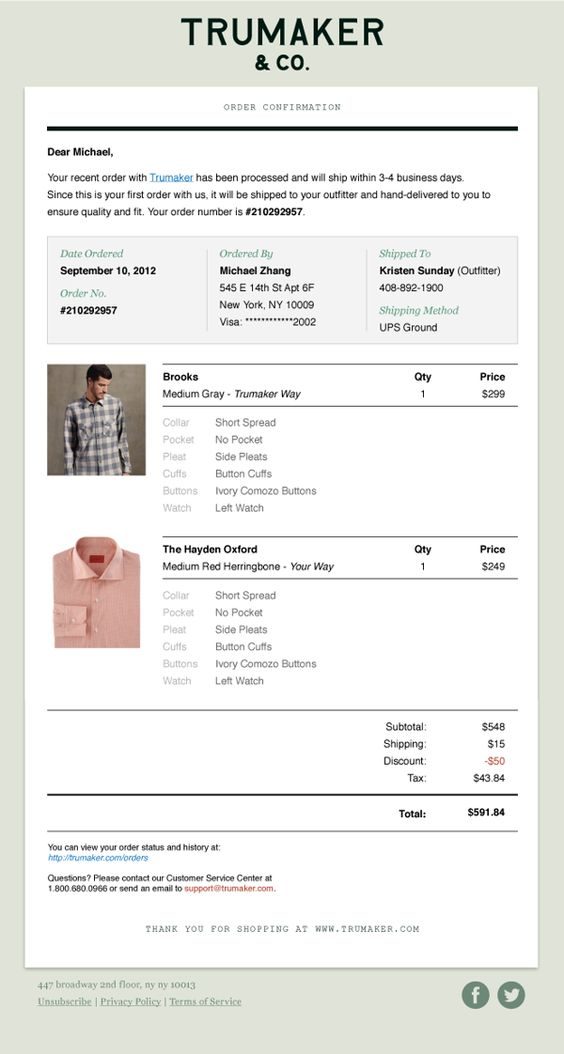 TRUMAKER
& CO.
ORDER CONFIRMATION
Dear Michael,
Your recent order with Trumaker has been processed and will ship within 3-4 business days.
Since this is your first order with us, it will be shipped to your outfitter and hand-delivered to you to
ensure quality and fit. Your order number is #210292957.
Date Ordered
September 10, 2012
Order No.
#210292957
Ordered By
Michael Zhang
545 E 14th St Apt 6F
New York, NY 10009
Visa: ************2002
Shipped To
Kristen Sunday (Outfitter)
408-892-1900
Shipping Method
UPS Ground
Brooks Qty Price
Medium Gray - Trumaker Way 1 $299
Collar Short Spread
Pocket No Pocket
Pleat Side Pleats
Cuffs Button Cuffs
Buttons Ivory Comozo Buttons
Watch Left Watch
The Hayden Oxford Qty Price
Medium Red Herringbone - Your Way 1 $249
Collar Short Spread
Pocket No Pocket
Pleat Side Pleats
Cuffs Button Cuffs
Buttons Ivory Comozo Buttons
Watch Left Watch
Subtotal: $548
Shipping: $15
Discount: -$50
Tax: $43.84
Total: $591.84
You can view your order status and history at:
http://trumaker.com/orders
Questions? Please contact our Customer Service Center at
1.800.680.0966 or send an email to support@trumaker.com.
THANK YOU FOR SHOPPING AT WWW.TRUMAKER.COM
447 broadway 2nd floor, ny ny 10013
Unsubscribe | Privacy Policy | Terms of Service